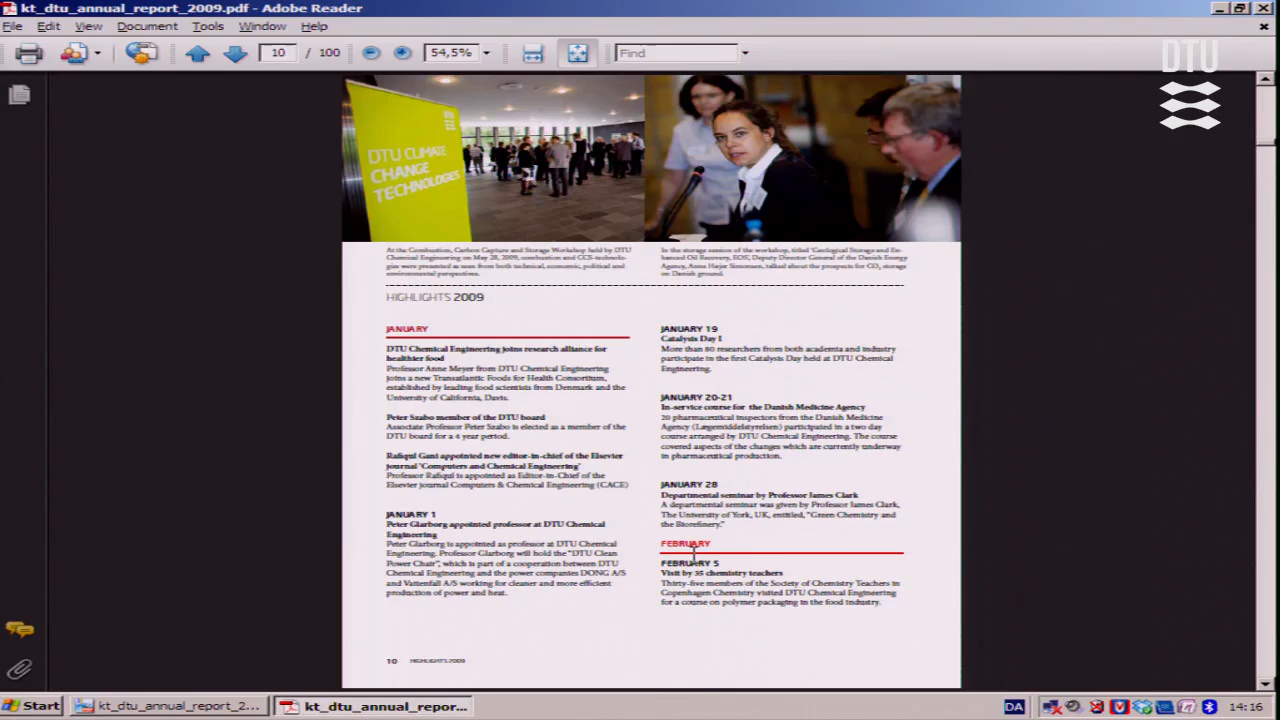 kt_dtu_annual_report_2009.pdf - Adobe Reader
File Edit View Document Tools Window Help
10 / 100 54,5% Find
DTU
DTU CLIMATE
CHANGE
TECHNOLOGIES
At the Combustion, Carbon Capture and Storage Workshop held by DTU
Chemical Engineering on May 28, 2009, combustion and CCS-technolo-
gies were presented as seen from both technical, economic, political and
environmental perspectives.
In the storage session of the workshop, titled 'Geological Storage and En-
hanced Oil Recovery, EOS', Deputy Director General of the Danish Energy
Agency, Anne Højer Simonsen, talked about the prospects for CO₂ storage
on Danish ground.
HIGHLIGHTS 2009
JANUARY
DTU Chemical Engineering joins research alliance for
healthier food
Professor Anne Meyer from DTU Chemical Engineering
joins a new Transatlantic Foods for Health Consortium,
established by leading food scientists from Denmark and the
University of California, Davis.
Peter Szabo member of the DTU board
Associate Professor Peter Szabo is elected as a member of the
DTU board for a 4 year period.
Rafiqul Gani appointed new editor-in-chief of the Elsevier
journal 'Computers and Chemical Engineering'
Professor Rafiqul is appointed as Editor-in-Chief of the
Elsevier journal Computers & Chemical Engineering (CACE)
JANUARY 1
Peter Glarborg appointed professor at DTU Chemical
Engineering
Peter Glarborg is appointed as professor at DTU Chemical
Engineering. Professor Glarborg will hold the "DTU Clean
Power Chair", which is part of a cooperation between DTU
Chemical Engineering and the power companies DONG A/S
and Vattenfall A/S working for cleaner and more efficient
production of power and heat.
JANUARY 19
Catalysis Day I
More than 80 researchers from both academia and industry
participate in the first Catalysis Day held at DTU Chemical
Engineering.
JANUARY 20-21
In-service course for the Danish Medicine Agency
20 pharmaceutical inspectors from the Danish Medicine
Agency (Lægemiddelstyrelsen) participated in a two day
course arranged by DTU Chemical Engineering. The course
covered aspects of the changes which are currently underway
in pharmaceutical production.
JANUARY 28
Departmental seminar by Professor James Clark
A departmental seminar was given by Professor James Clark,
The University of York, UK, entitled, "Green Chemistry and
the Biorefinery."
FEBRUARY
FEBRUARY 5
Visit by 35 chemistry teachers
Thirty-five members of the Society of Chemistry Teachers in
Copenhagen Chemistry visited DTU Chemical Engineering
for a course on polymer packaging in the food industry.
10 HIGHLIGHTS 2009
Start kt_dtu_annual_report_2... kt_dtu_annual_repor... DA 14:16